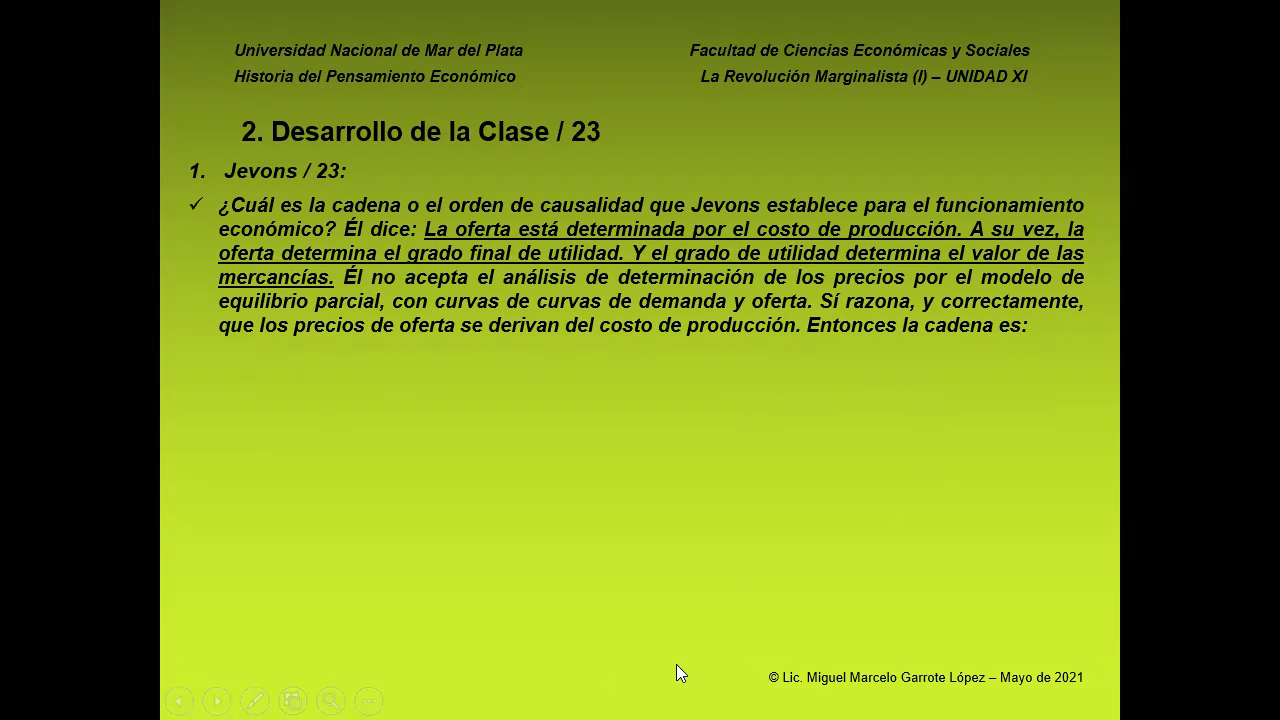 Universidad Nacional de Mar del Plata
Facultad de Ciencias Económicas y Sociales
Historia del Pensamiento Económico
La Revolución Marginalista (I) – UNIDAD XI
2. Desarrollo de la Clase / 23
1. Jevons / 23:
✓ ¿Cuál es la cadena o el orden de causalidad que Jevons establece para el funcionamiento
económico? Él dice: La oferta está determinada por el costo de producción. A su vez, la
oferta determina el grado final de utilidad. Y el grado de utilidad determina el valor de las
mercancías. Él no acepta el análisis de determinación de los precios por el modelo de
equilibrio parcial, con curvas de curvas de demanda y oferta. Sí razona, y correctamente,
que los precios de oferta se derivan del costo de producción. Entonces la cadena es:
© Lic. Miguel Marcelo Garrote López – Mayo de 2021